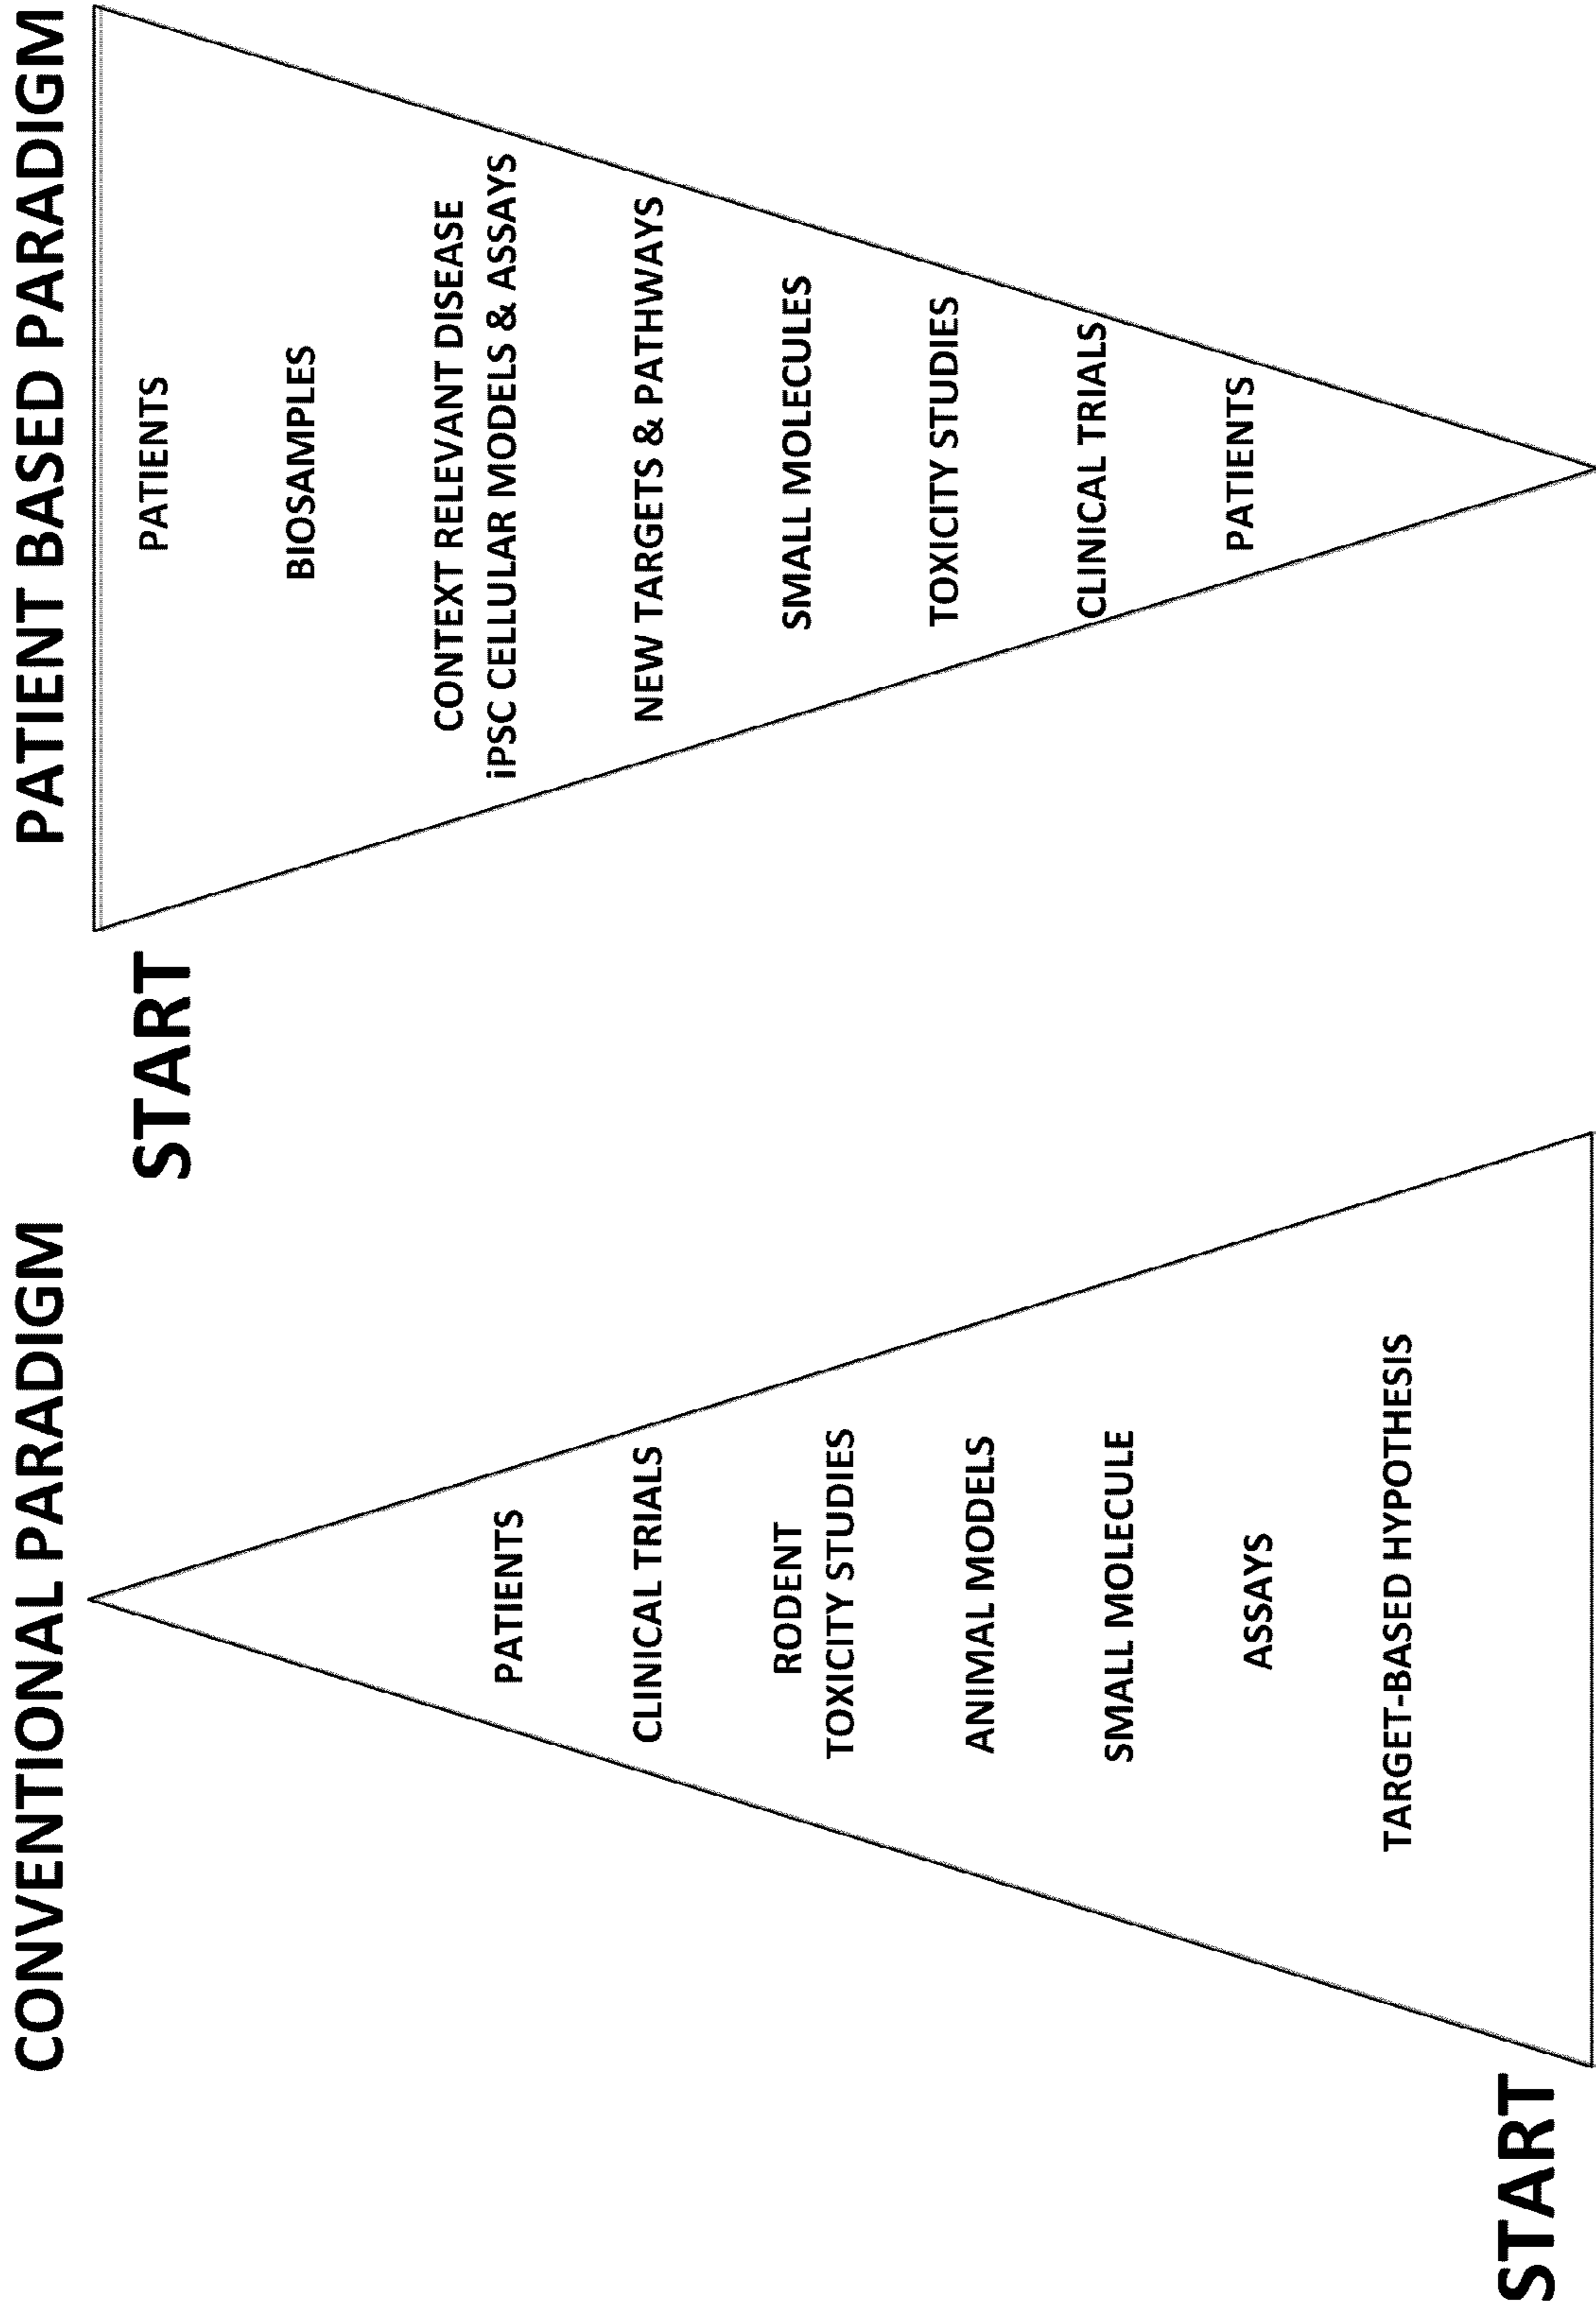 CONVENTIONAL PARADIGM
PATIENTS
CLINICAL TRIALS
RODENT
TOXICITY STUDIES
ANIMAL MODELS
SMALL MOLECULE
ASSAYS
TARGET-BASED HYPOTHESIS
START
PATIENT BASED PARADIGM
START
PATIENTS
BIOSAMPLES
CONTEXT RELEVANT DISEASE
iPSC CELLULAR MODELS & ASSAYS
NEW TARGETS & PATHWAYS
SMALL MOLECULES
TOXICITY STUDIES
CLINICAL TRIALS
PATIENTS